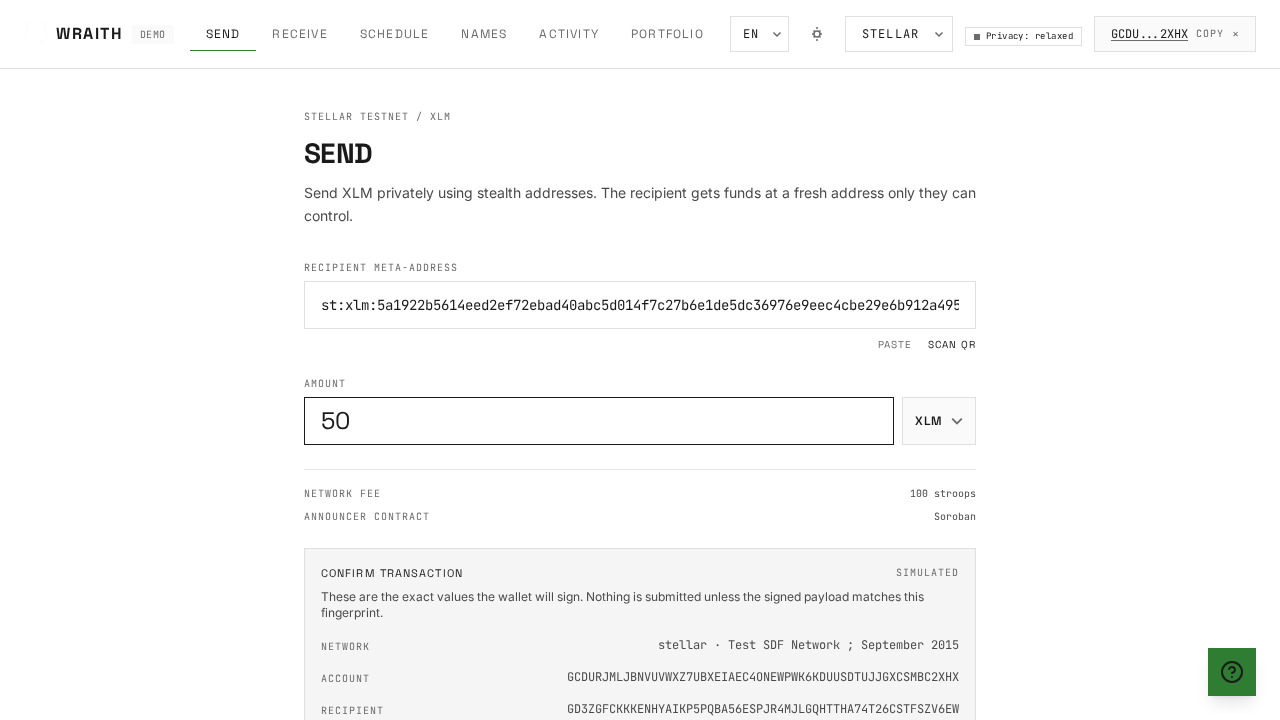 WRAITH DEMO SEND RECEIVE SCHEDULE NAMES ACTIVITY PORTFOLIO EN STELLAR Privacy: relaxed GCDU...2XHX COPY ×
STELLAR TESTNET / XLM
SEND
Send XLM privately using stealth addresses. The recipient gets funds at a fresh address only they can
control.
RECIPIENT META-ADDRESS
st:xlm:5a1922b5614eed2ef72ebad40abc5d014f7c27b6e1de5dc36976e9eec4cbe29e6b912a495
PASTE SCAN QR
AMOUNT
50 XLM
NETWORK FEE 100 stroops
ANNOUNCER CONTRACT Soroban
CONFIRM TRANSACTION SIMULATED
These are the exact values the wallet will sign. Nothing is submitted unless the signed payload matches this
fingerprint.
NETWORK stellar · Test SDF Network ; September 2015
ACCOUNT GCDURJMLJBNVUVWXZ7UBXEIAEC4ONEWPWK6KDUUSDTUJJGXCSMBC2XHX
RECIPIENT GD3ZGFCKKKENHYAIKP5PQBA56ESPJR4MJLGQHTTHA74T26CSTFSZV6EW